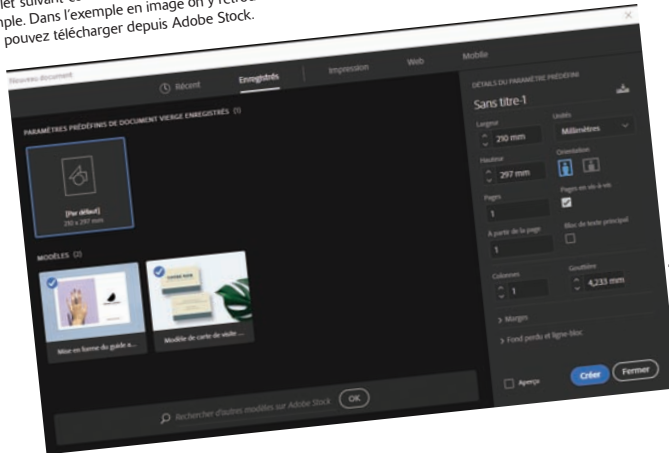 let suivant co
ple. Dans l'exemple en image on y retrou
pouvez télécharger depuis Adobe Stock.
Nouveau document
Récent
Enregistrés
Impression
Web
Mobile
PARAMÈTRES PRÉDÉFINIS DE DOCUMENT VIERGE ENREGISTRÉS (1)
[Par défaut]
210 x 297 mm
MODÈLES (2)
Mise en forme du guide a...
Modèle de carte de visite ...
Rechercher d'autres modèles sur Adobe Stock
OK
DÉTAILS DU PARAMÈTRE PRÉDÉFINI
Sans titre-1
Largeur
Unités
210 mm
Millimètres
Hauteur
Orientation
297 mm
Pages
Pages en vis-à-vis
1
À partir de la page
Bloc de texte principal
1
Colonnes
Gouttière
1
4,233 mm
> Marges
> Fond perdu et ligne-bloc
Aperçu
Créer
Fermer